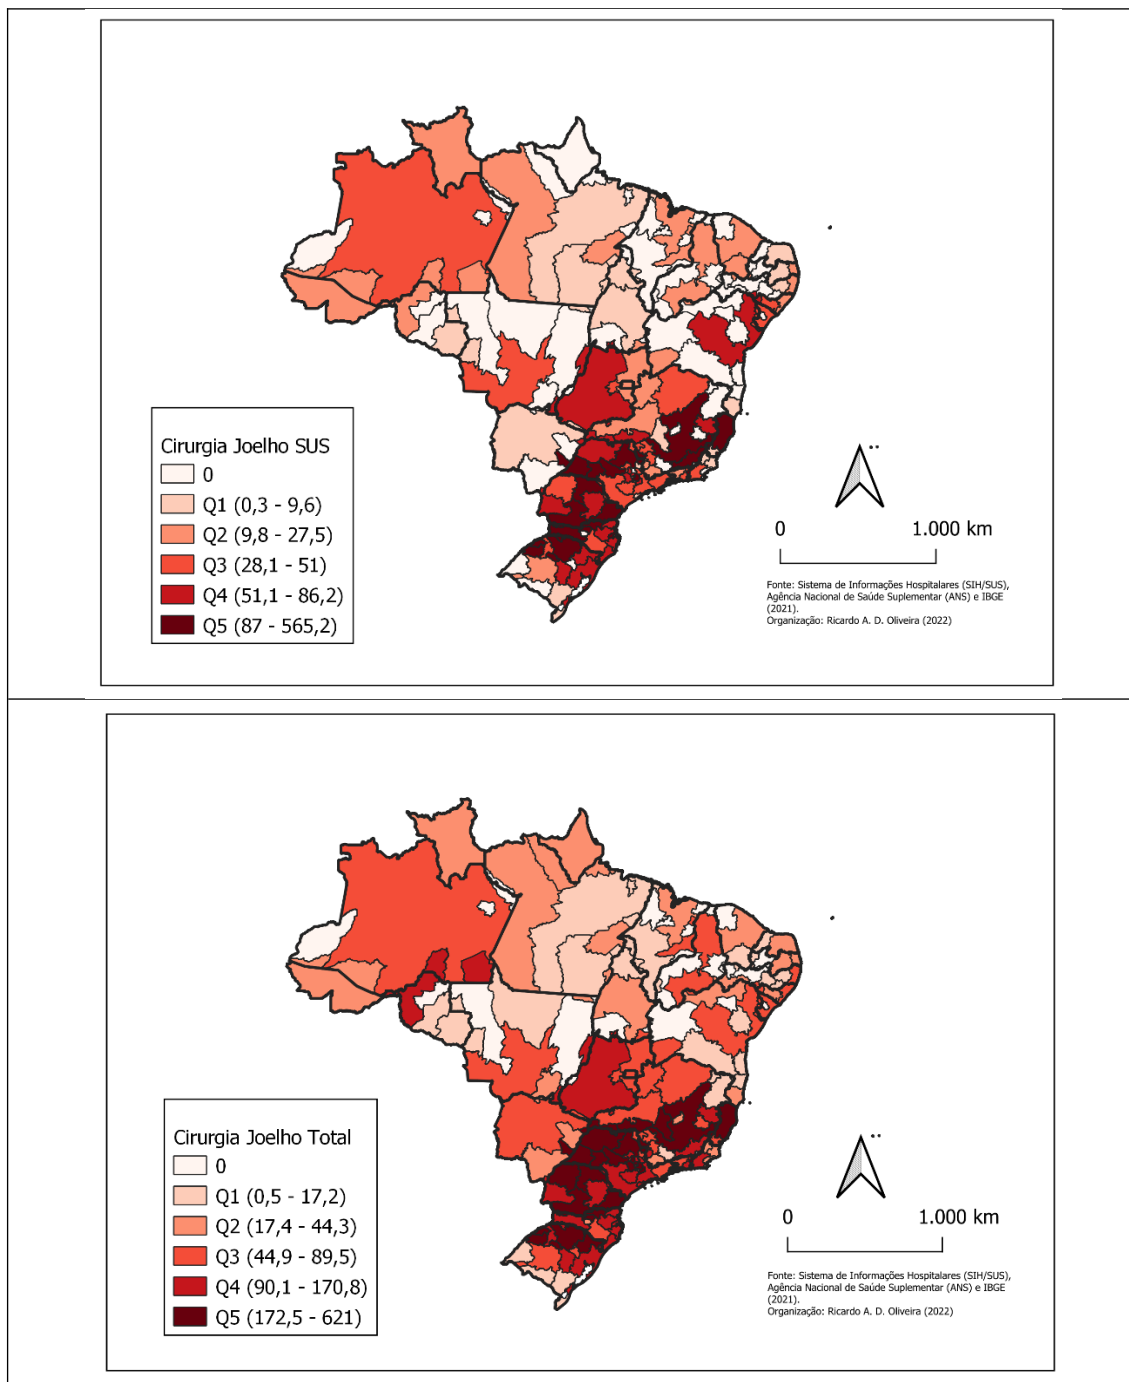 Cirurgia Joelho SUS
0
Q1 (0,3 - 9,6)
Q2 (9,8 - 27,5)
Q3 (28,1 - 51)
Q4 (51,1 - 86,2)
Q5 (87 - 565,2)
0 1.000 km
Fonte: Sistema de Informações Hospitalares (SIH/SUS),
Agência Nacional de Saúde Suplementar (ANS) e IBGE
(2021).
Organização: Ricardo A. D. Oliveira (2022)
Cirurgia Joelho Total
0
Q1 (0,5 - 17,2)
Q2 (17,4 - 44,3)
Q3 (44,9 - 89,5)
Q4 (90,1 - 170,8)
Q5 (172,5 - 621)
0 1.000 km
Fonte: Sistema de Informações Hospitalares (SIH/SUS),
Agência Nacional de Saúde Suplementar (ANS) e IBGE
(2021).
Organização: Ricardo A. D. Oliveira (2022)